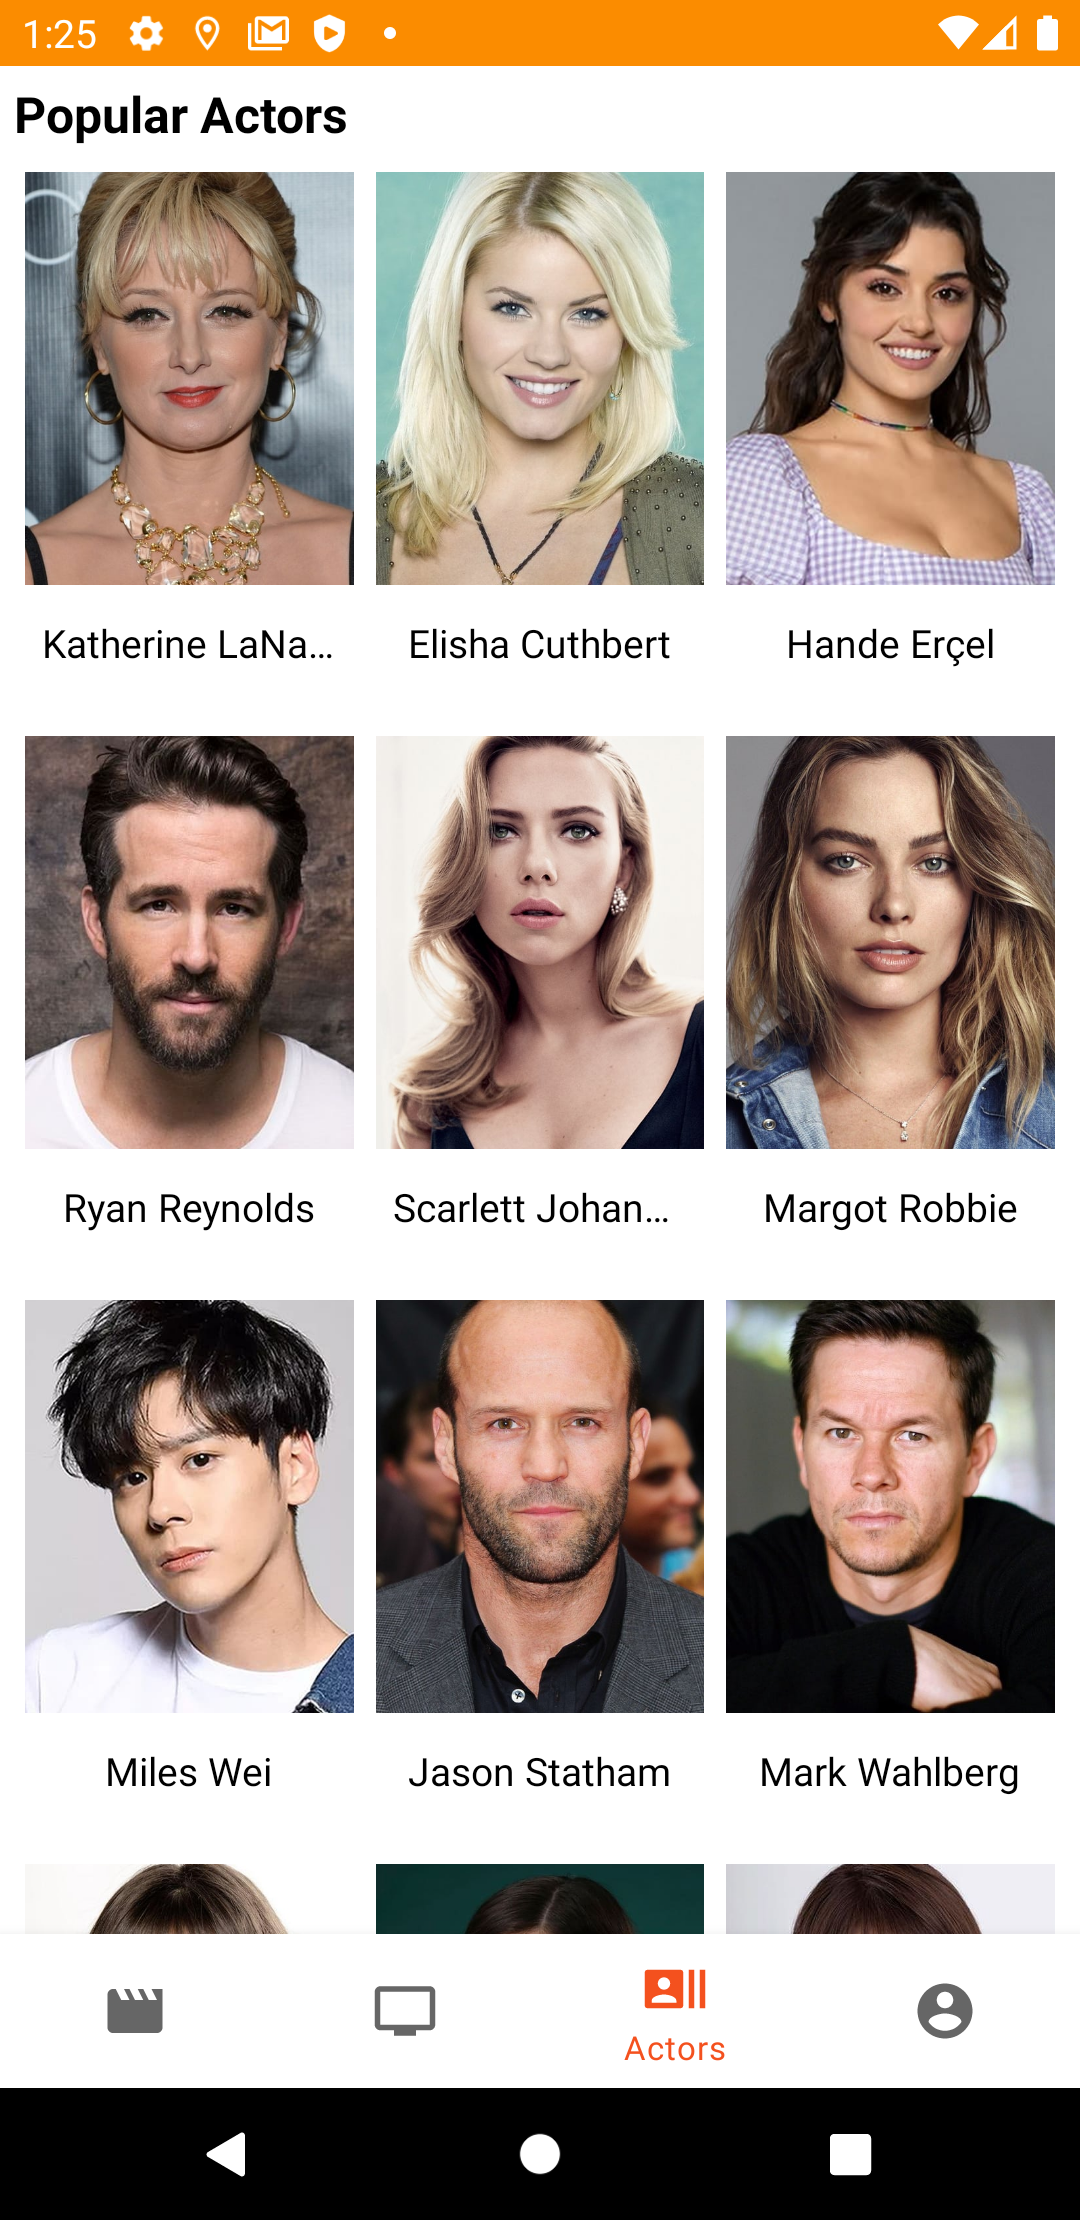 1:25
Popular Actors
Katherine LaNa...
Elisha Cuthbert
Hande Erçel
Ryan Reynolds
Scarlett Johan...
Margot Robbie
Miles Wei
Jason Statham
Mark Wahlberg
Actors